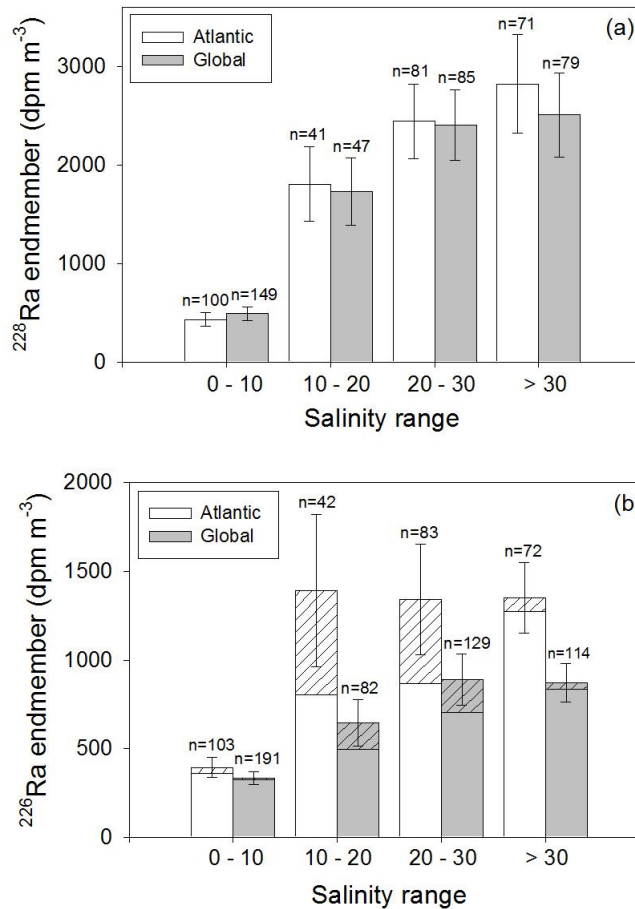 (a)
Atlantic
Global
²²⁸Ra endmember (dpm m⁻³)
3000
2000
1000
0
n=100
n=149
n=41
n=47
n=81
n=85
n=71
n=79
0 - 10
10 - 20
20 - 30
> 30
Salinity range
(b)
Atlantic
Global
²²⁶Ra endmember (dpm m⁻³)
2000
1500
1000
500
0
n=103
n=191
n=42
n=82
n=83
n=129
n=72
n=114
0 - 10
10 - 20
20 - 30
> 30
Salinity range